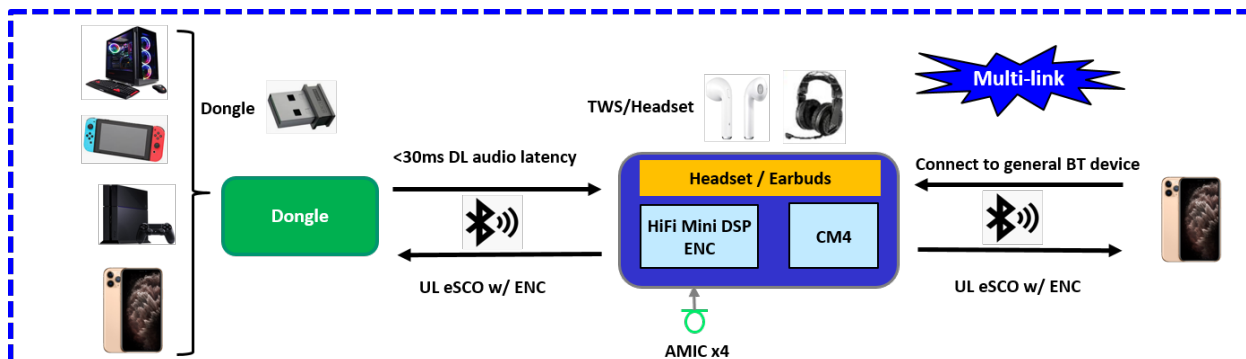 Multi-link
Dongle
TWS/Headset
<30ms DL audio latency
Connect to general BT device
Headset / Earbuds
Dongle
HiFi Mini DSP
ENC
CM4
UL eSCO w/ ENC
UL eSCO w/ ENC
AMIC x4